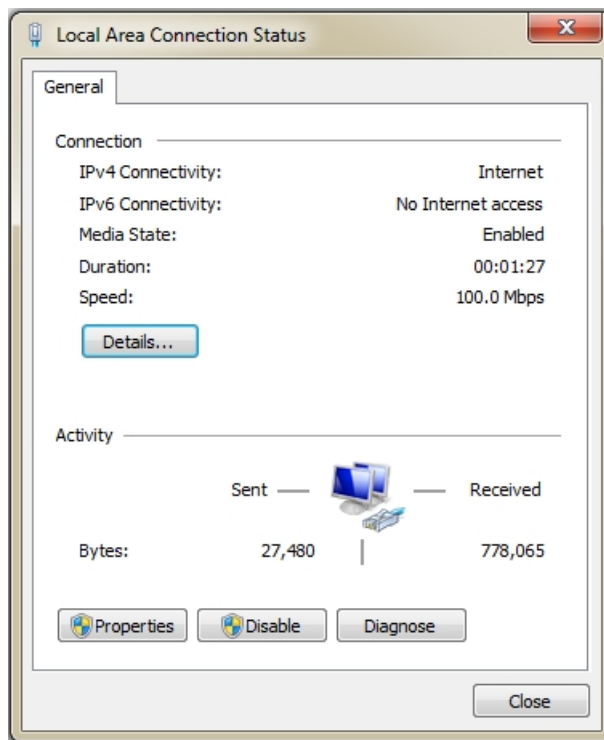 Local Area Connection Status
General
Connection
IPv4 Connectivity: Internet
IPv6 Connectivity: No Internet access
Media State: Enabled
Duration: 00:01:27
Speed: 100.0 Mbps
Details...
Activity
Sent Received
Bytes: 27,480 778,065
Properties Disable Diagnose
Close